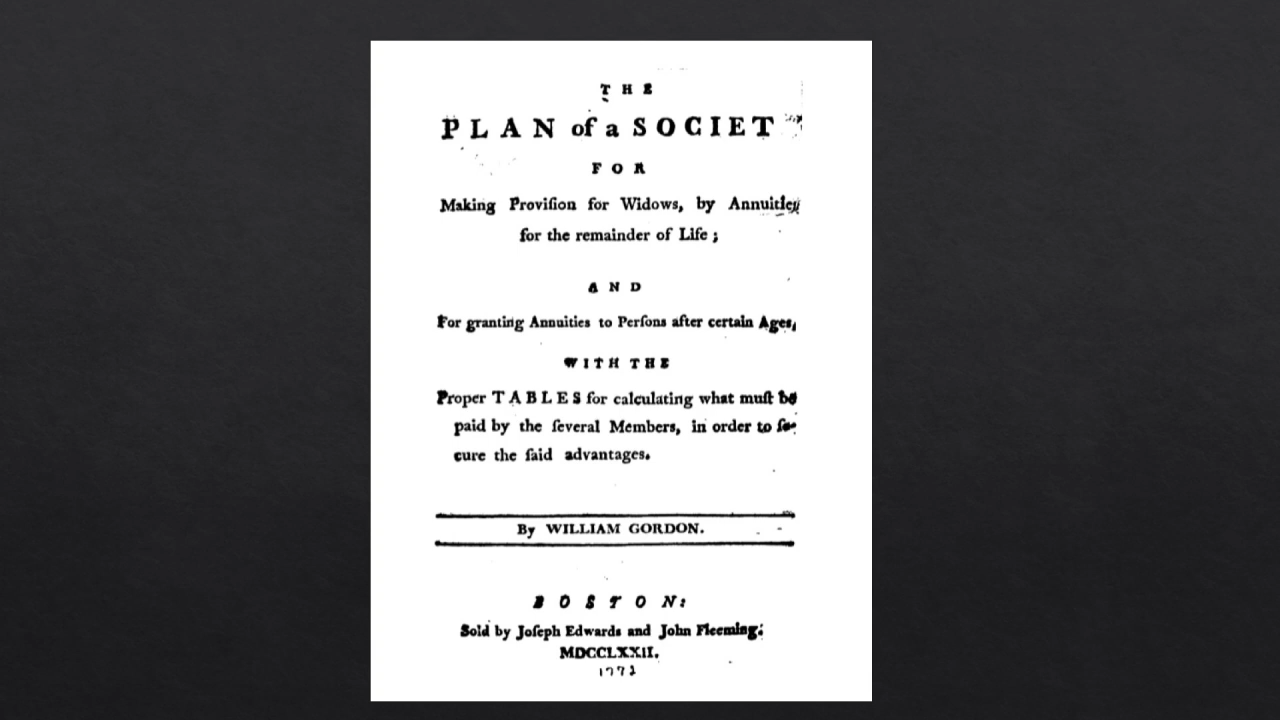 THE
PLAN of a SOCIET
FOR
Making Proviſion for Widows, by Annuities
for the remainder of Life ;
AND
For granting Annuities to Perſons after certain Ages,
WITH THE
Proper TABLES for calculating what muſt be
paid by the ſeveral Members, in order to ſe-
cure the ſaid advantages.
By WILLIAM GORDON.
BOSTON:
Sold by Joſeph Edwards and John Fleeming.
MDCCLXXII.
1772